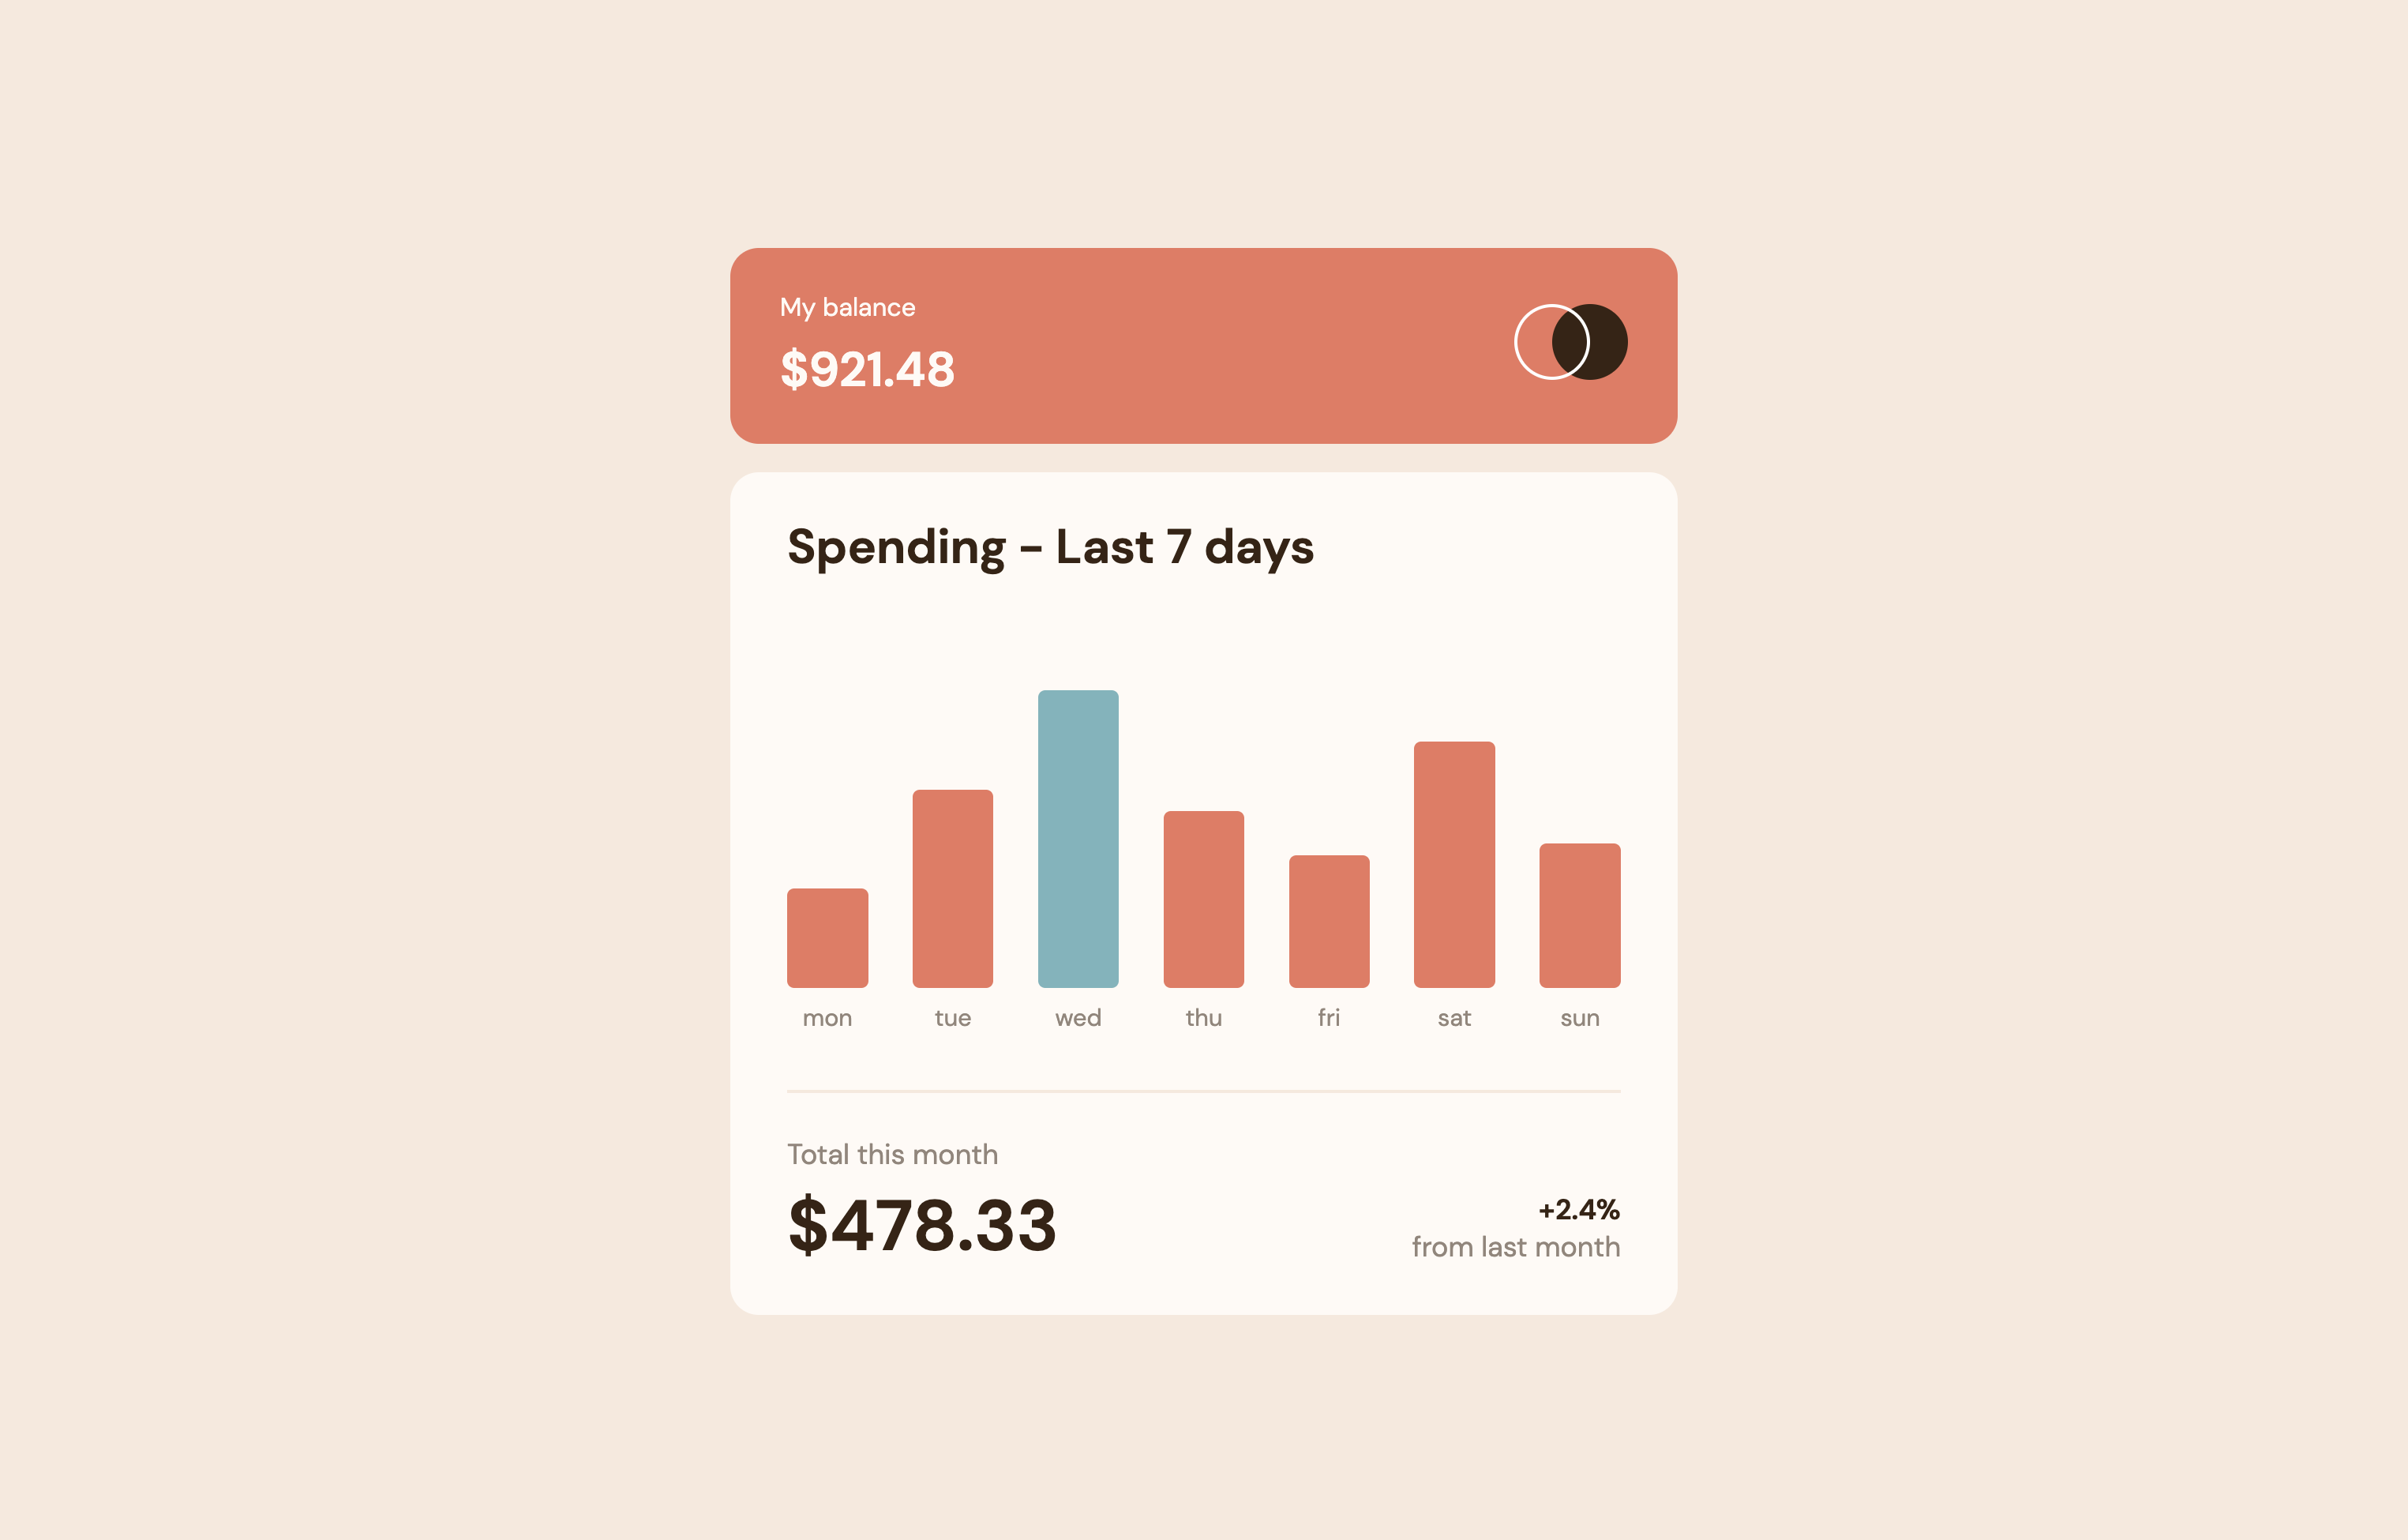 My balance
$921.48
Spending - Last 7 days
mon tue wed thu fri sat sun
Total this month
$478.33
+2.4%
from last month